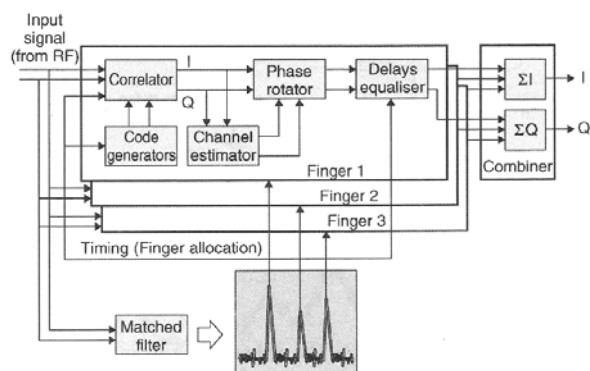 Input
signal
(from RF)
Correlator
I
Q
Phase
rotator
Delays
equaliser
Code
generators
Channel
estimator
Finger 1
Finger 2
Finger 3
ΣI
I
ΣQ
Q
Combiner
Timing (Finger allocation)
Matched
filter